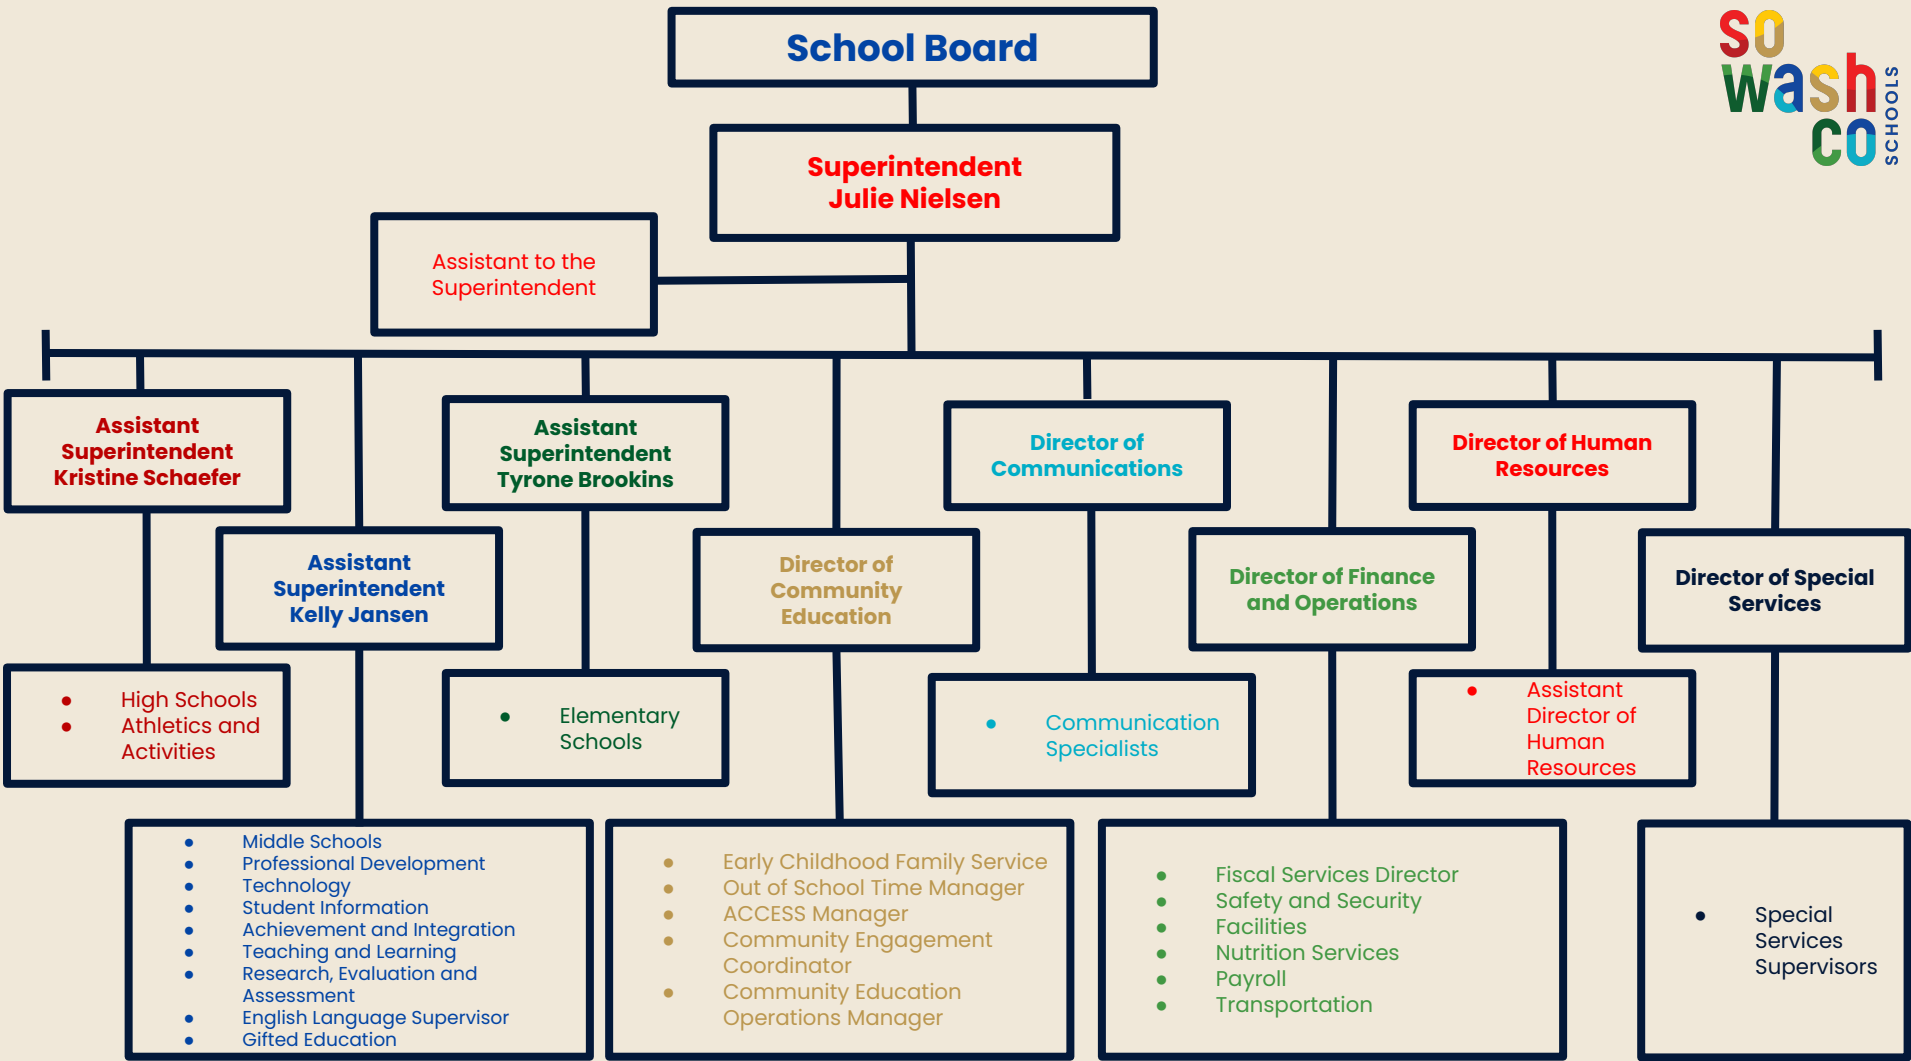 School Board
SO
wash
co
SCHOOLS
Superintendent
Julie Nielsen
Assistant to the
Superintendent
Assistant
Superintendent
Kristine Schaefer
Assistant
Superintendent
Tyrone Brookins
Director of
Communications
Director of Human
Resources
Assistant
Superintendent
Kelly Jansen
Director of
Community
Education
Director of Finance
and Operations
Director of Special
Services
● High Schools
● Athletics and
Activities
● Elementary
Schools
● Communication
Specialists
● Assistant
Director of
Human
Resources
● Middle Schools
● Professional Development
● Technology
● Student Information
● Achievement and Integration
● Teaching and Learning
● Research, Evaluation and
Assessment
● English Language Supervisor
● Gifted Education
● Early Childhood Family Service
● Out of School Time Manager
● ACCESS Manager
● Community Engagement
Coordinator
● Community Education
Operations Manager
● Fiscal Services Director
● Safety and Security
● Facilities
● Nutrition Services
● Payroll
● Transportation
● Special
Services
Supervisors